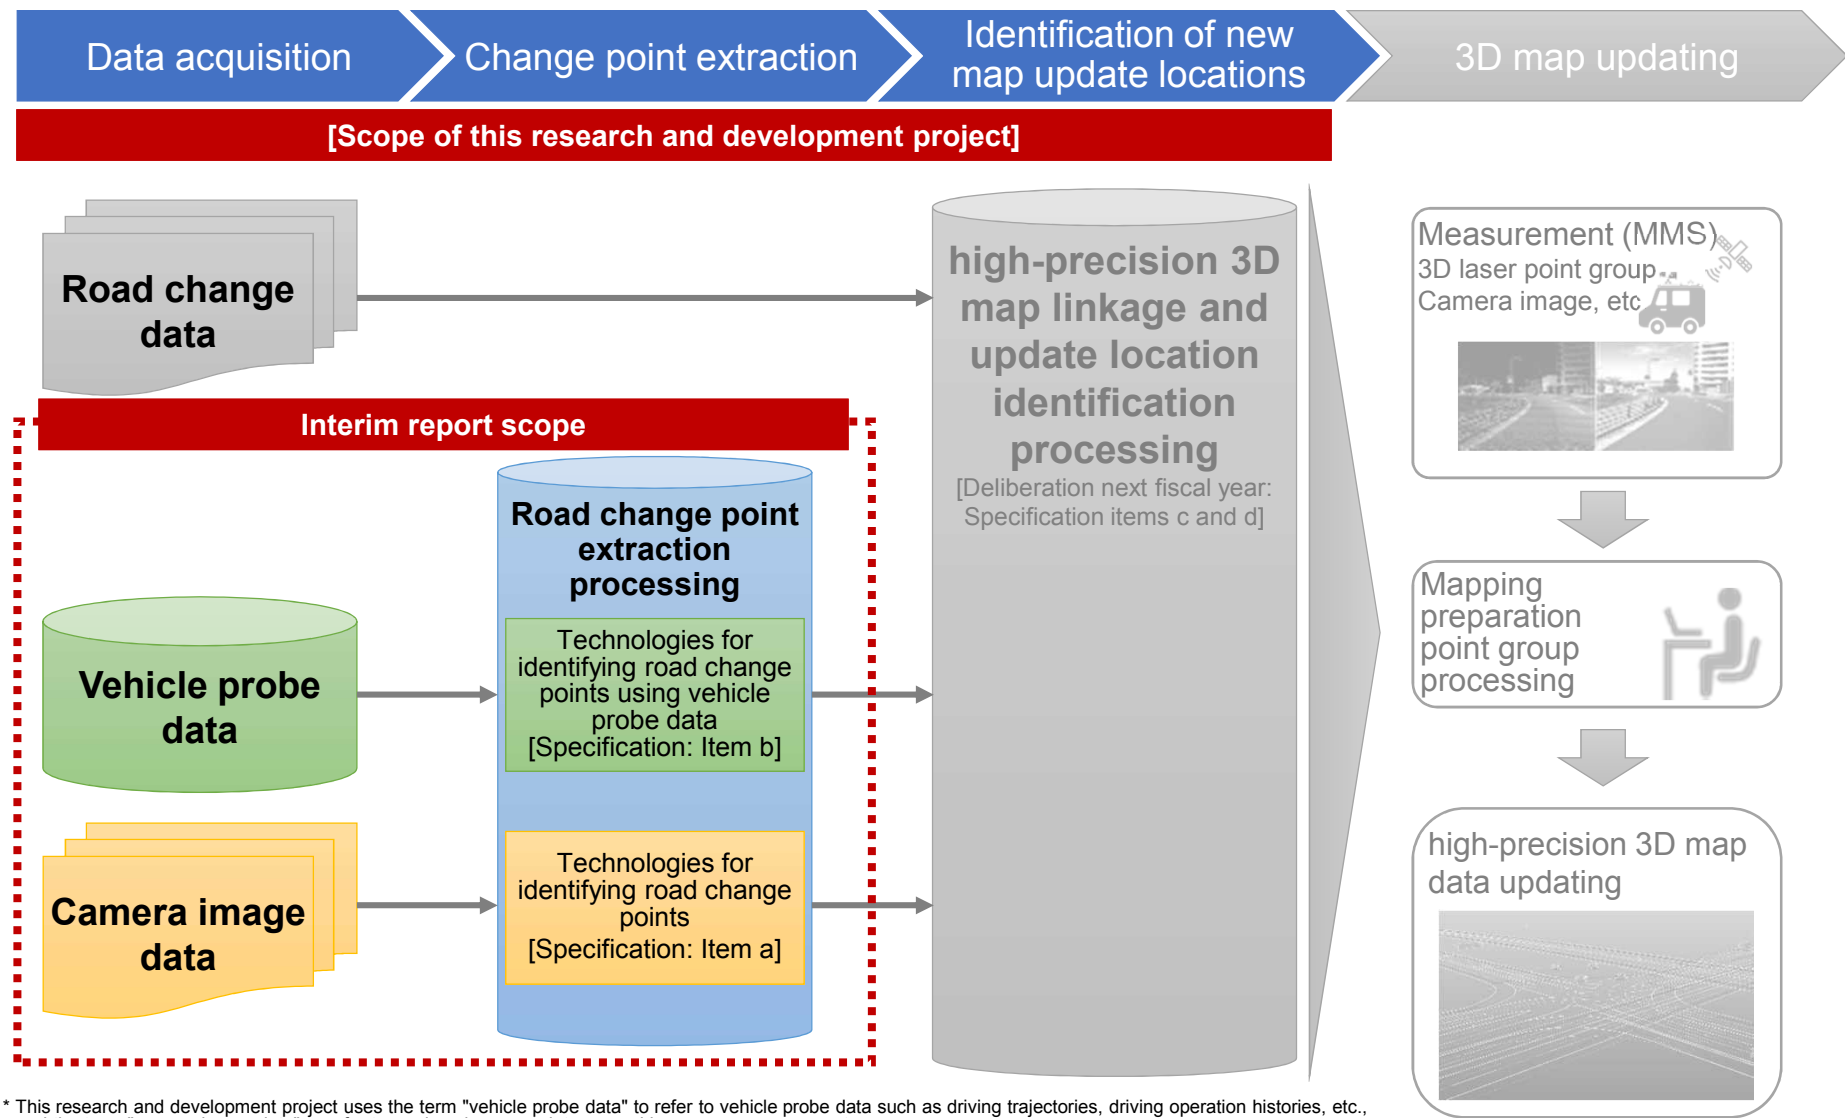 Data acquisition
Change point extraction
Identification of new
map update locations
3D map updating
[Scope of this research and development project]
Road change
data
Interim report scope
Vehicle probe
data
Camera image
data
Road change point
extraction
processing
Technologies for
identifying road change
points using vehicle
probe data
[Specification: Item b]
Technologies for
identifying road change
points
[Specification: Item a]
high-precision 3D
map linkage and
update location
identification
processing
[Deliberation next fiscal year:
Specification items c and d]
Measurement (MMS)
3D laser point group
Camera image, etc
Mapping
preparation
point group
processing
high-precision 3D map
data updating
* This research and development project uses the term "vehicle probe data" to refer to vehicle probe data such as driving trajectories, driving operation histories, etc.,